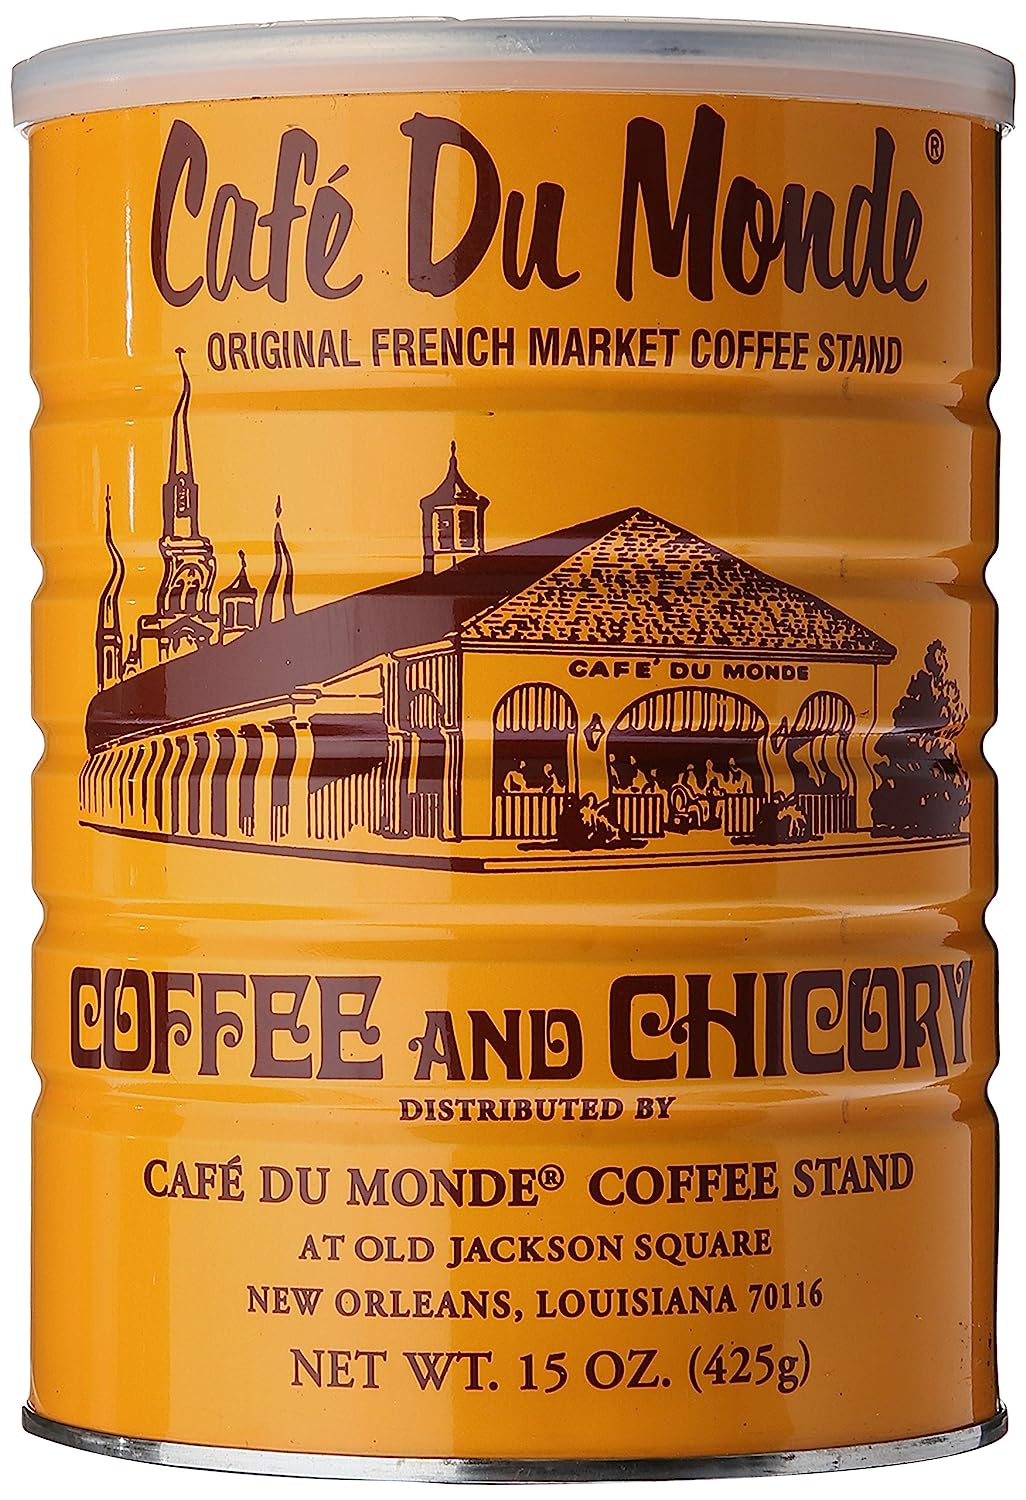 Café Du Monde®
ORIGINAL FRENCH MARKET COFFEE STAND
CAFE' DU MONDE
COFFEE AND CHICORY
DISTRIBUTED BY
CAFÉ DU MONDE® COFFEE STAND
AT OLD JACKSON SQUARE
NEW ORLEANS, LOUISIANA 70116
NET WT. 15 OZ. (425g)